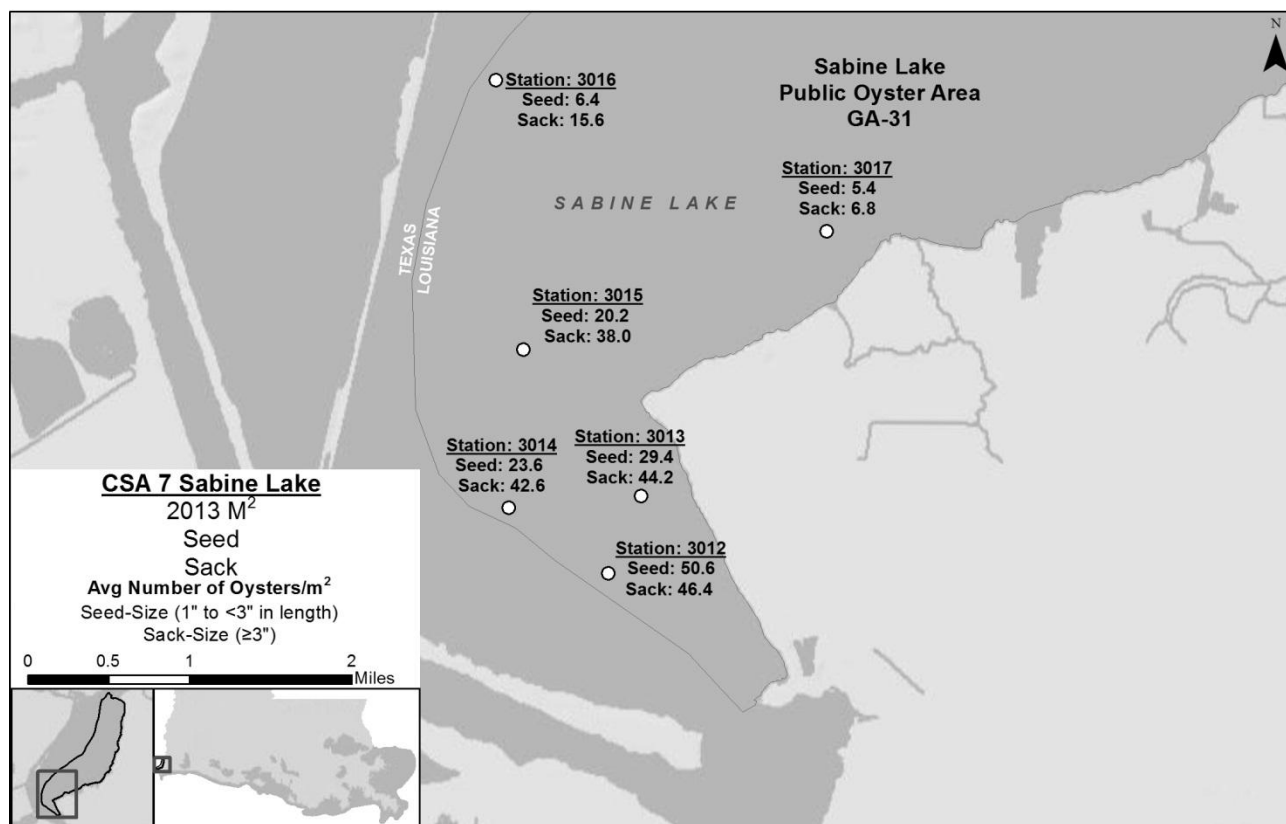 N
Station: 3016
Seed: 6.4
Sack: 15.6
Sabine Lake
Public Oyster Area
GA-31
Station: 3017
Seed: 5.4
Sack: 6.8
SABINE LAKE
TEXAS
LOUISIANA
Station: 3015
Seed: 20.2
Sack: 38.0
Station: 3014
Seed: 23.6
Sack: 42.6
Station: 3013
Seed: 29.4
Sack: 44.2
Station: 3012
Seed: 50.6
Sack: 46.4
CSA 7 Sabine Lake
2013 M²
Seed
Sack
Avg Number of Oysters/m²
Seed-Size (1" to <3" in length)
Sack-Size (≥3")
0 0.5 1 2
Miles